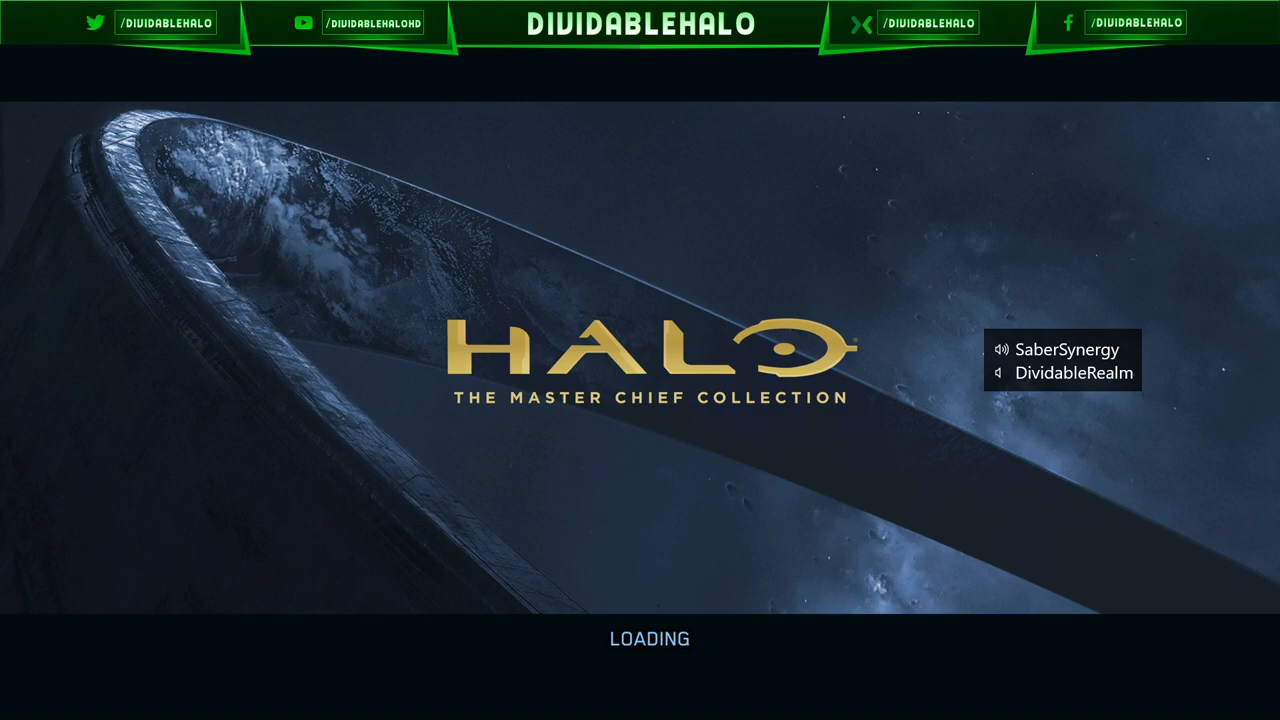 /DIVIDABLEHALO
/DIVIDABLEHALOHD
DIVIDABLEHALO
/DIVIDABLEHALO
/DIVIDABLEHALO
HALO®
THE MASTER CHIEF COLLECTION
SaberSynergy
DividableRealm
LOADING